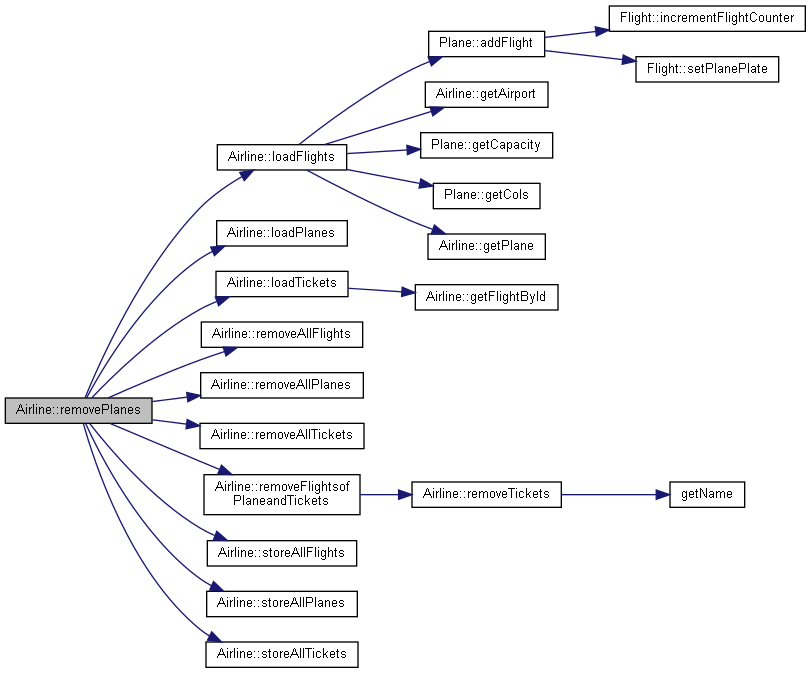 Flight::incrementFlightCounter
Plane::addFlight
Flight::setPlanePlate
Airline::getAirport
Plane::getCapacity
Airline::loadFlights
Plane::getCols
Airline::loadPlanes
Airline::getPlane
Airline::loadTickets
Airline::getFlightById
Airline::removeAllFlights
Airline::removeAllPlanes
Airline::removePlanes
Airline::removeAllTickets
Airline::removeFlightsof
PlaneandTickets
Airline::removeTickets
getName
Airline::storeAllFlights
Airline::storeAllPlanes
Airline::storeAllTickets